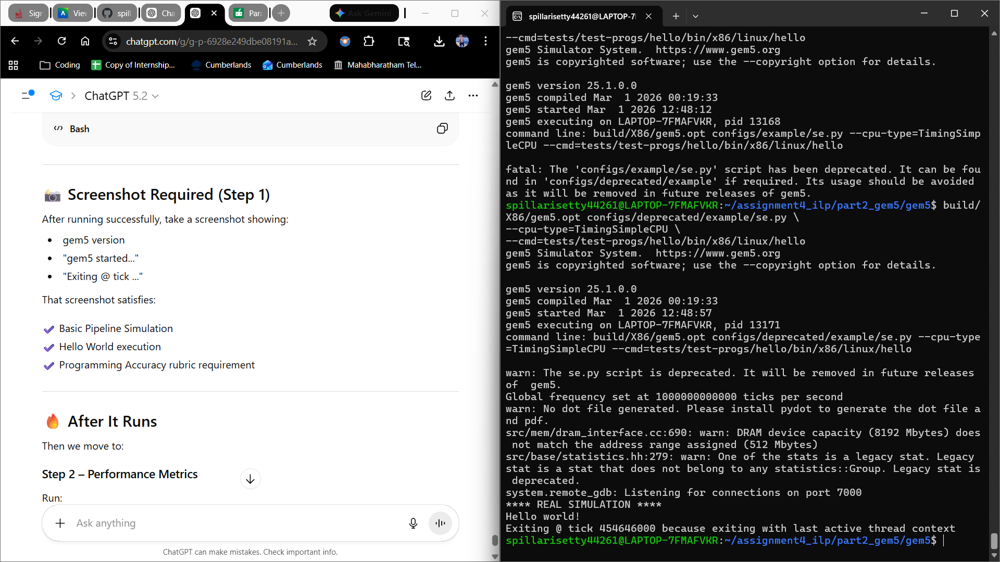 Sign
Viev
spill
Cha
Para
Ask Gemini
chatgpt.com/g/g-p-6928e249dbe08191a...
Coding
Copy of Internship...
Cumberlands
Cumberlands
Mahabharatham Tel...
ChatGPT 5.2
Bash
Screenshot Required (Step 1)
After running successfully, take a screenshot showing:
• gem5 version
• "gem5 started..."
• "Exiting @ tick ..."
That screenshot satisfies:
✔ Basic Pipeline Simulation
✔ Hello World execution
✔ Programming Accuracy rubric requirement
After It Runs
Then we move to:
Step 2 – Performance Metrics
Run:
Ask anything
ChatGPT can make mistakes. Check important info.
spillarisetty44261@LAPTOP-7
--cmd=tests/test-progs/hello/bin/x86/linux/hello
gem5 Simulator System.  https://www.gem5.org
gem5 is copyrighted software; use the --copyright option for details.
gem5 version 25.1.0.0
gem5 compiled Mar  1 2026 00:19:33
gem5 started Mar  1 2026 12:48:12
gem5 executing on LAPTOP-7FMAFVKR, pid 13168
command line: build/X86/gem5.opt configs/example/se.py --cpu-type=TimingSimp
leCPU --cmd=tests/test-progs/hello/bin/x86/linux/hello
fatal: The 'configs/example/se.py' script has been deprecated. It can be fou
nd in 'configs/deprecated/example' if required. Its usage should be avoided
as it will be removed in future releases of gem5.
spillarisetty44261@LAPTOP-7FMAFVKR:~/assignment4_ilp/part2_gem5/gem5$ build/
X86/gem5.opt configs/deprecated/example/se.py \
--cpu-type=TimingSimpleCPU \
--cmd=tests/test-progs/hello/bin/x86/linux/hello
gem5 Simulator System.  https://www.gem5.org
gem5 is copyrighted software; use the --copyright option for details.
gem5 version 25.1.0.0
gem5 compiled Mar  1 2026 00:19:33
gem5 started Mar  1 2026 12:48:57
gem5 executing on LAPTOP-7FMAFVKR, pid 13171
command line: build/X86/gem5.opt configs/deprecated/example/se.py --cpu-type
=TimingSimpleCPU --cmd=tests/test-progs/hello/bin/x86/linux/hello
warn: The se.py script is deprecated. It will be removed in future releases
of  gem5.
Global frequency set at 1000000000000 ticks per second
warn: No dot file generated. Please install pydot to generate the dot file a
nd pdf.
src/mem/dram_interface.cc:690: warn: DRAM device capacity (8192 Mbytes) does
not match the address range assigned (512 Mbytes)
src/base/statistics.hh:279: warn: One of the stats is a legacy stat. Legacy
stat is a stat that does not belong to any statistics::Group. Legacy stat is
deprecated.
system.remote_gdb: Listening for connections on port 7000
**** REAL SIMULATION ****
Hello world!
Exiting @ tick 454646000 because exiting with last active thread context
spillarisetty44261@LAPTOP-7FMAFVKR:~/assignment4_ilp/part2_gem5/gem5$